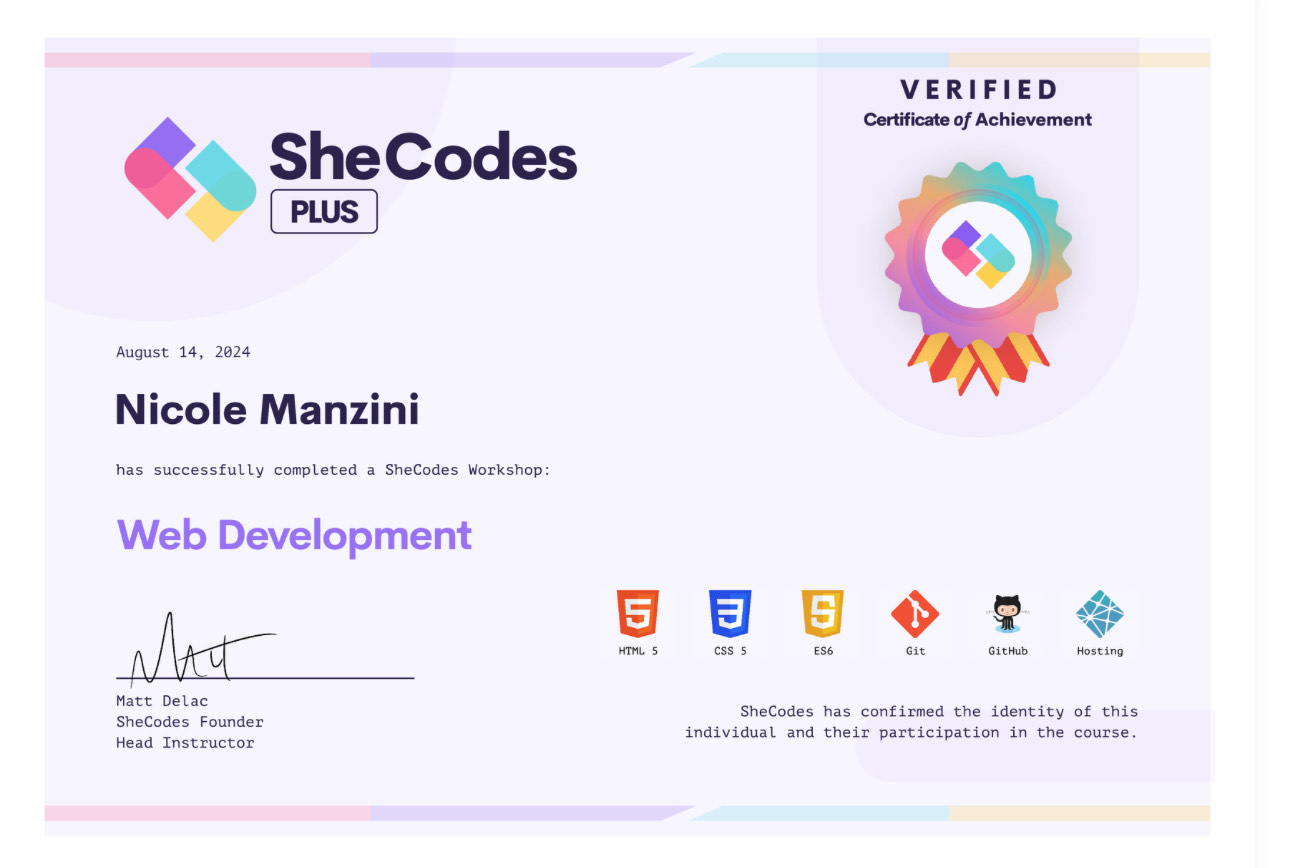 VERIFIED
Certificate of Achievement
SheCodes
PLUS
August 14, 2024
Nicole Manzini
has successfully completed a SheCodes Workshop:
Web Development
HTML 5
CSS 5
ES6
Git
GitHub
Hosting
Matt Delac
SheCodes Founder
Head Instructor
SheCodes has confirmed the identity of this
individual and their participation in the course.